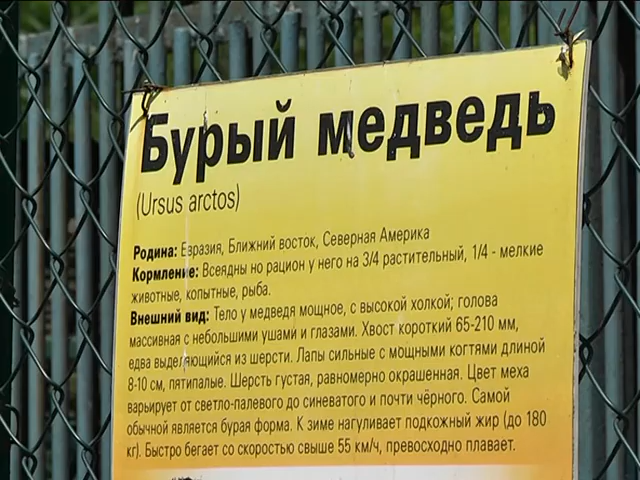 Бурый медведь
(Ursus arctos)
Родина: Евразия, Ближний восток, Северная Америка
Кормление: Всеядны но рацион у него на 3/4 растительный, 1/4 - мелкие
животные, копытные, рыба.
Внешний вид: Тело у медведя мощное, с высокой холкой; голова
массивная с небольшими ушами и глазами. Хвост короткий 65-210 мм,
едва выделяющийся из шерсти. Лапы сильные с мощными когтями длиной
8-10 см, пятипалые. Шерсть густая, равномерно окрашенная. Цвет меха
варьирует от светло-палевого до синеватого и почти чёрного. Самой
обычной является бурая форма. К зиме нагуливает подкожный жир (до 180
кг). Быстро бегает со скоростью свыше 55 км/ч, превосходно плавает.